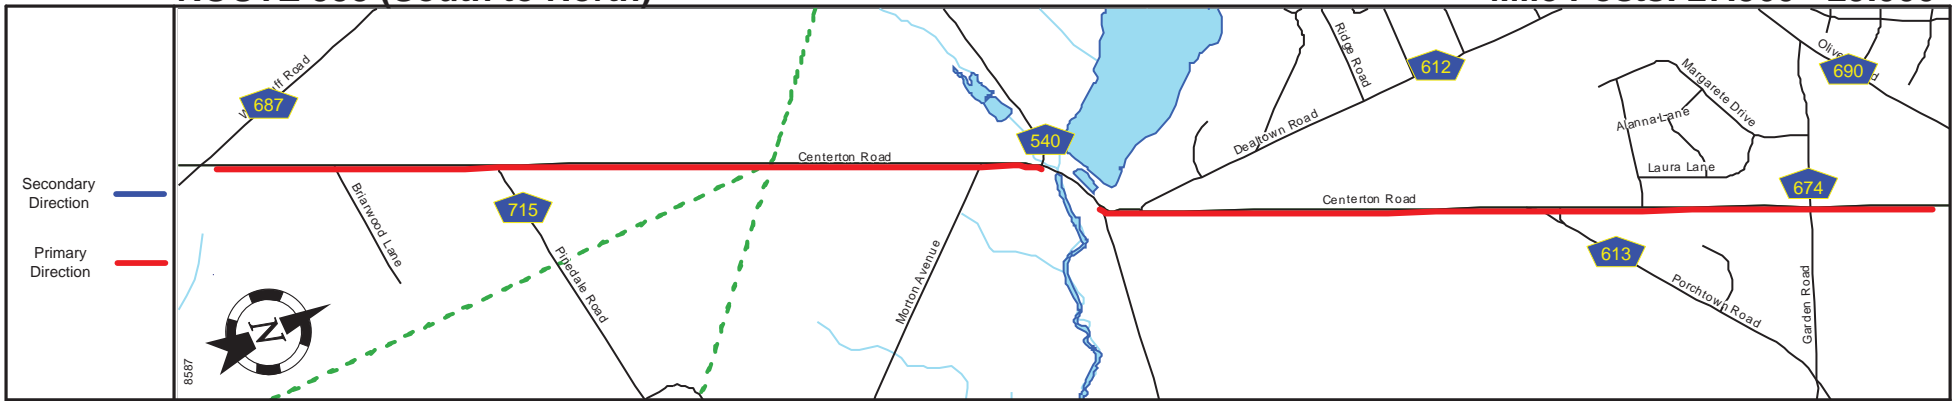 687
Centerton Road
Briarwood Lane
715
Pinedale Road
Morton Avenue
540
Ridge Road
612
Dealtown Road
Centerton Road
Margarete Drive
Alanna Lane
Laura Lane
690
674
613
Porchtown Road
Garden Road
Secondary
Direction
Primary
Direction
N
8587